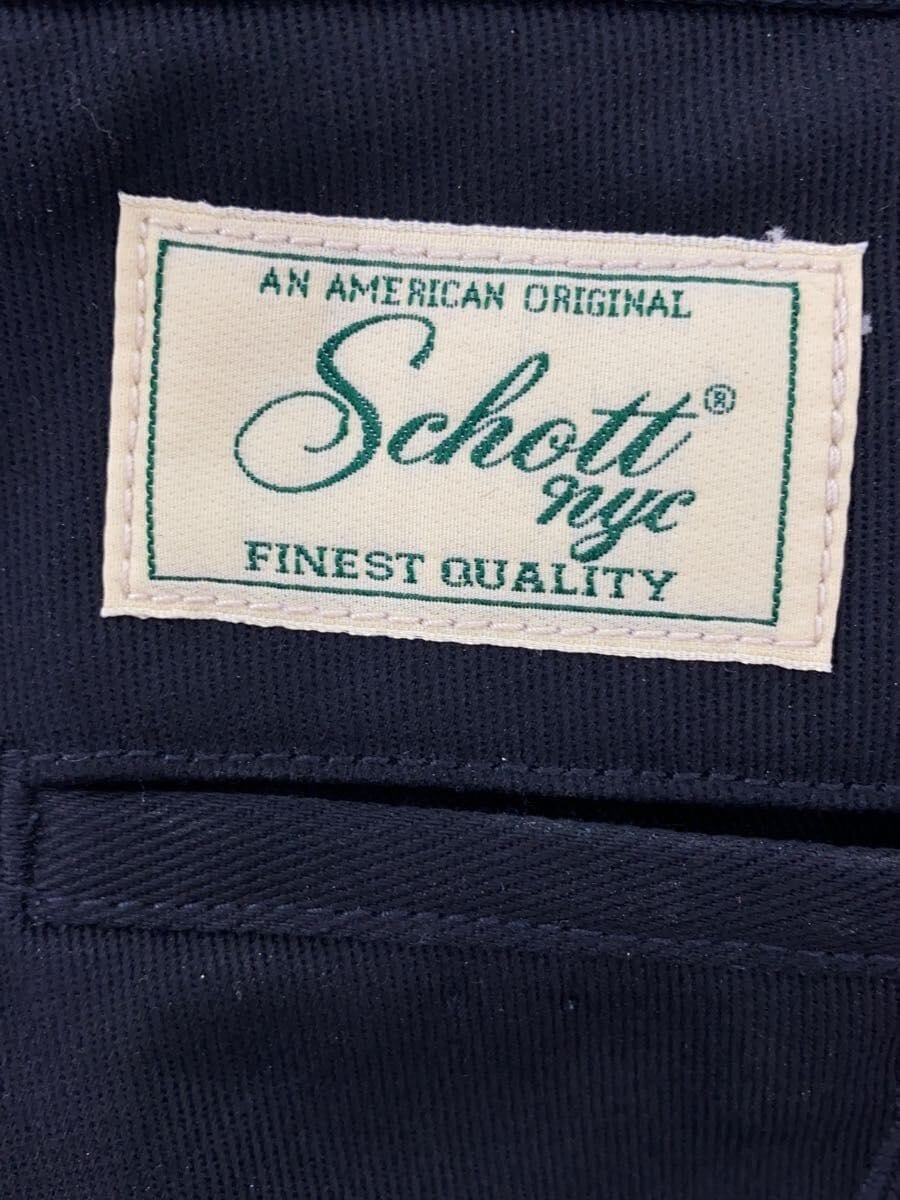 AN AMERICAN ORIGINAL
Schott®
nyc
FINEST QUALITY